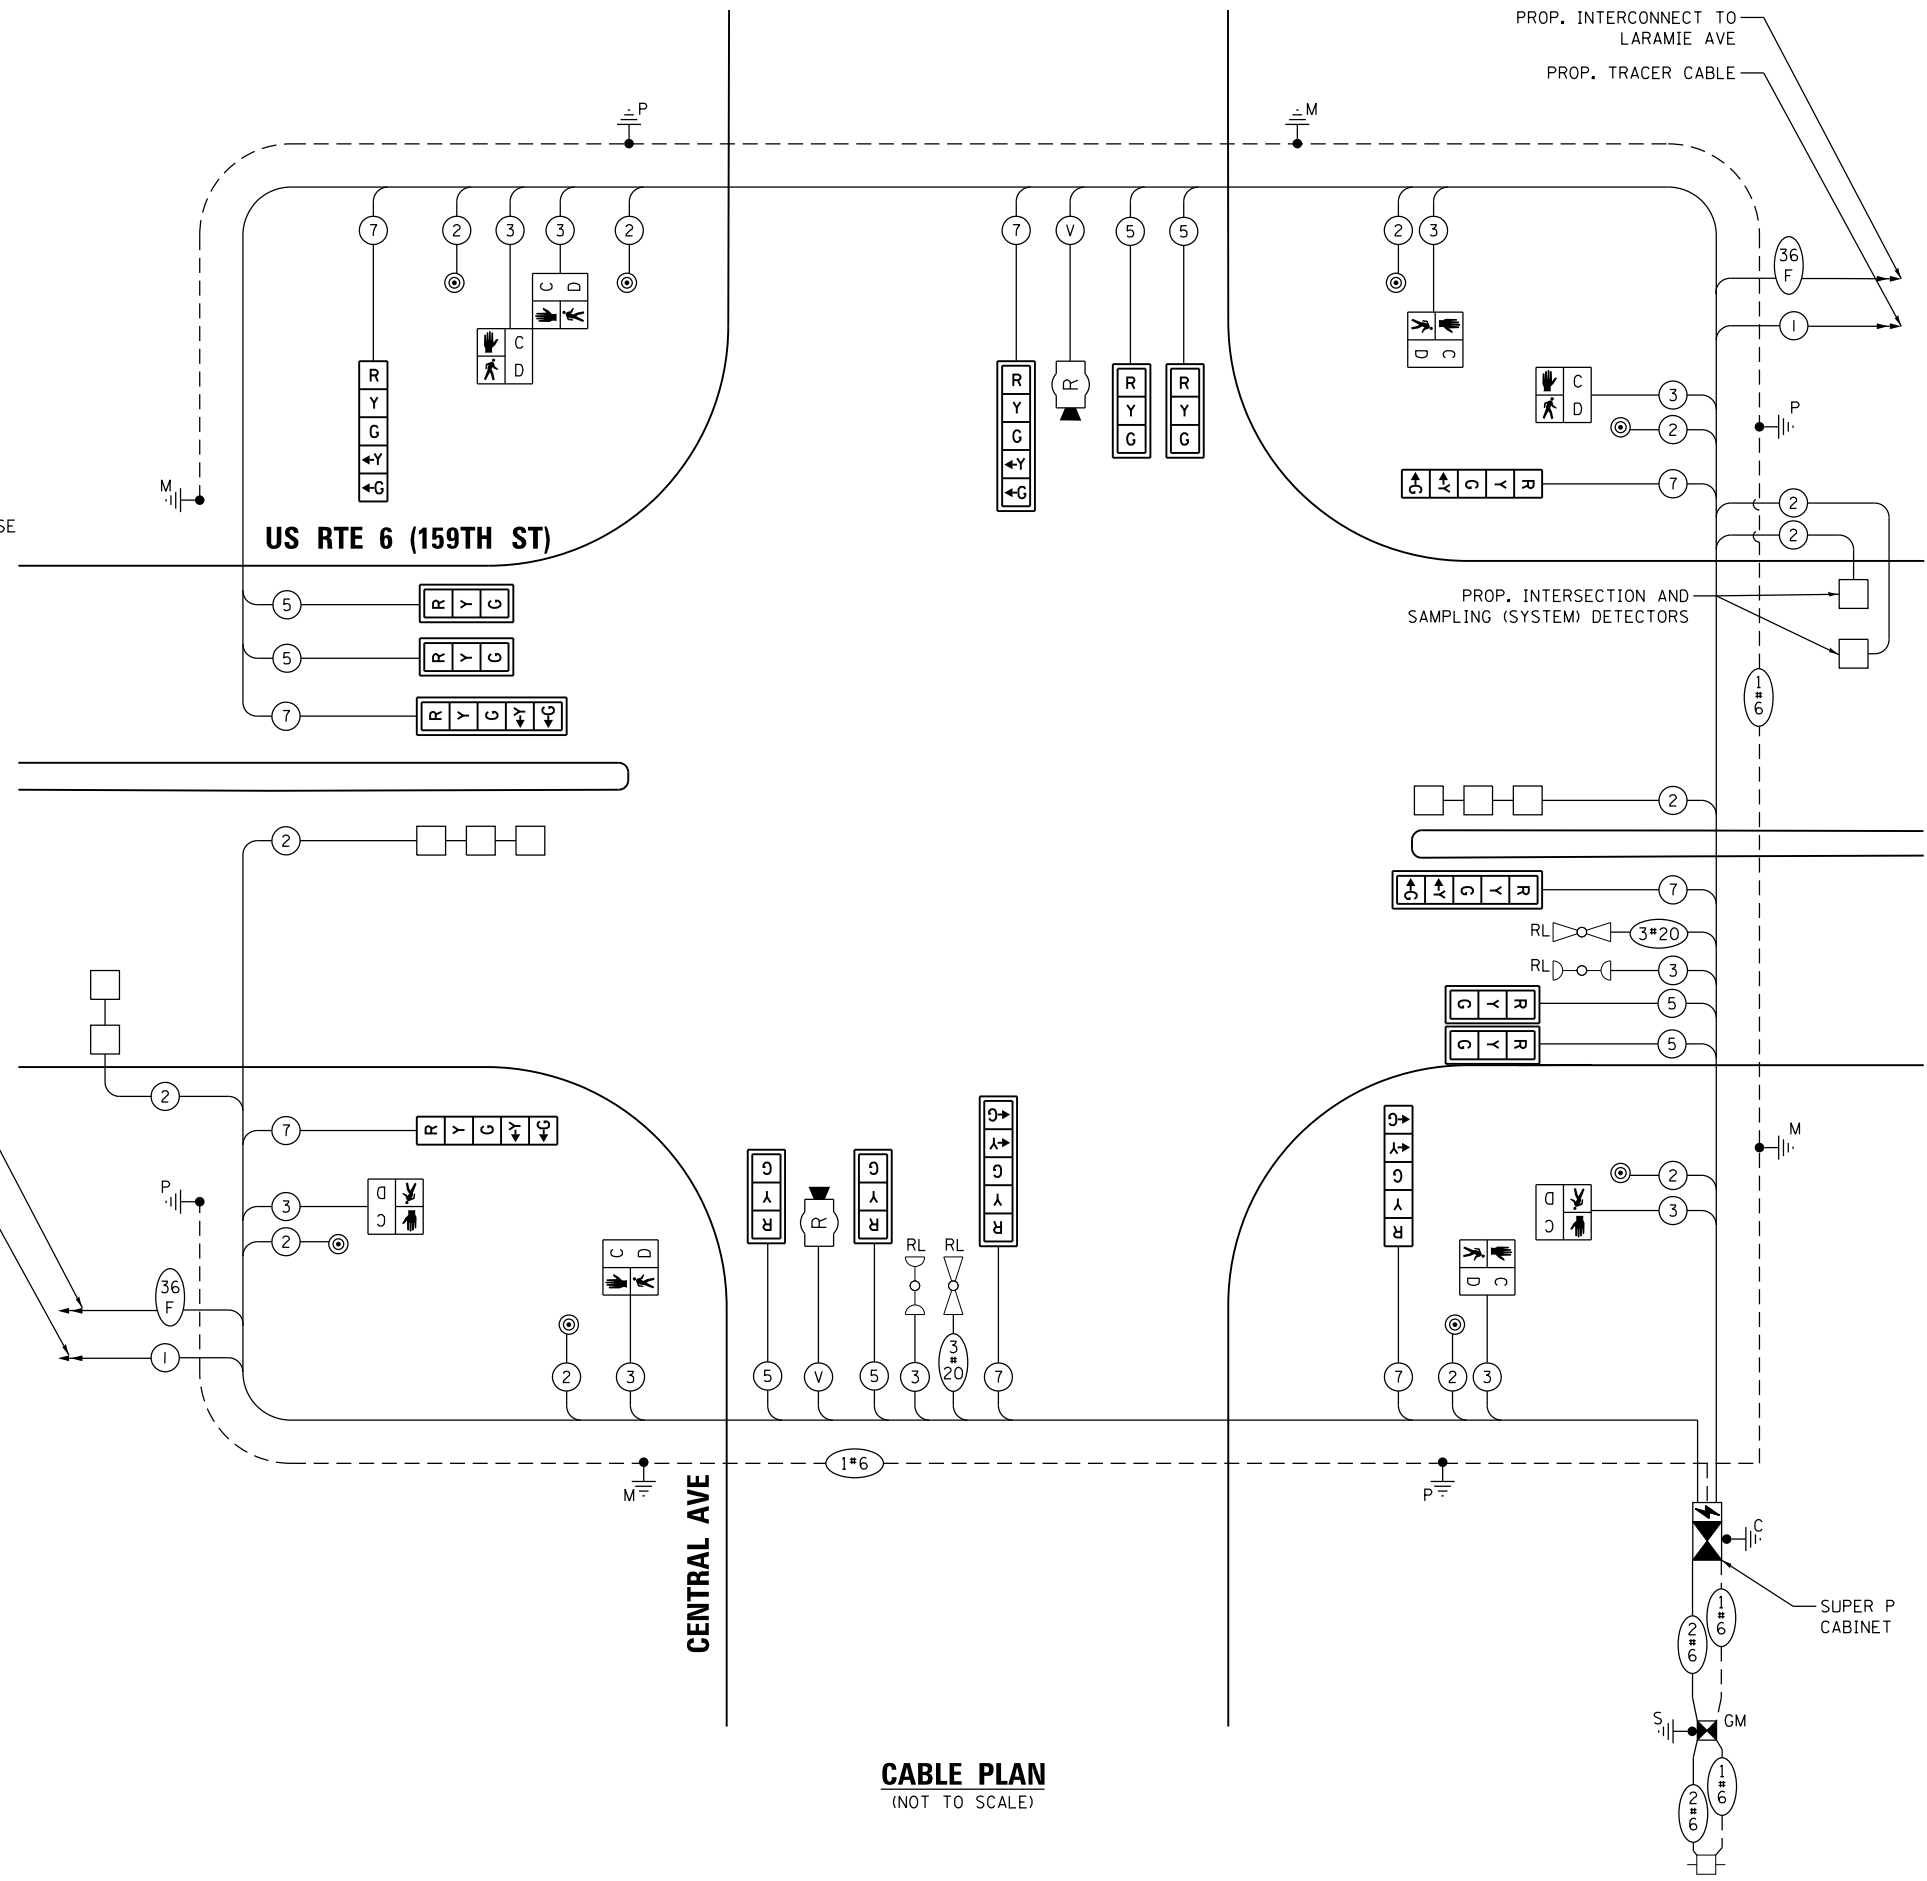 PROP. INTERCONNECT TO
LARAMIE AVE
PROP. TRACER CABLE
P
M
7 2 3 3 2
7 V 5 5
2 3
36
F
1
C D
C
D
R
Y
G
←Y
←G
R
Y
G
←Y
←G
R
R
Y
G
R
Y
G
D C
C
D
3
2
P
M
SE
US RTE 6 (159TH ST)
G Y G Y R
7
2
2
PROP. INTERSECTION AND
SAMPLING (SYSTEM) DETECTORS
5
R Y G
5
R Y G
7
R Y G ←Y ←G
1
#
6
2
2
←G ←Y G Y R
7
RL
3#20
RL
3
G Y R
5
G Y R
5
2
7
R Y G ←Y ←G
P
3
D
C
2
36
F
1
C D
2
3
G
Y
R
R
G
Y
R
RL
RL
←G
←Y
G
Y
R
5 V 5 3
3
#
20
7
←G
←Y
G
Y
R
2
D
C
3
D C
7 2 3
M
M
1#6
P
CENTRAL AVE
C
SUPER P
CABINET
1
#
6
2
#
6
S
GM
1
#
6
2
#
6
CABLE PLAN
(NOT TO SCALE)